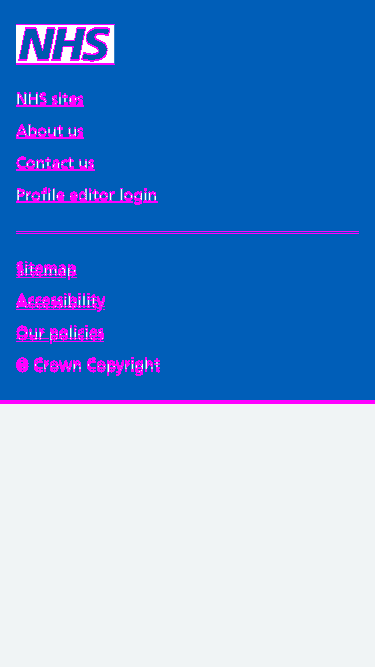 NHS
NHS sites
About us
Contact us
Profile editor login
Sitemap
Accessibility
Our policies
© Crown Copyright